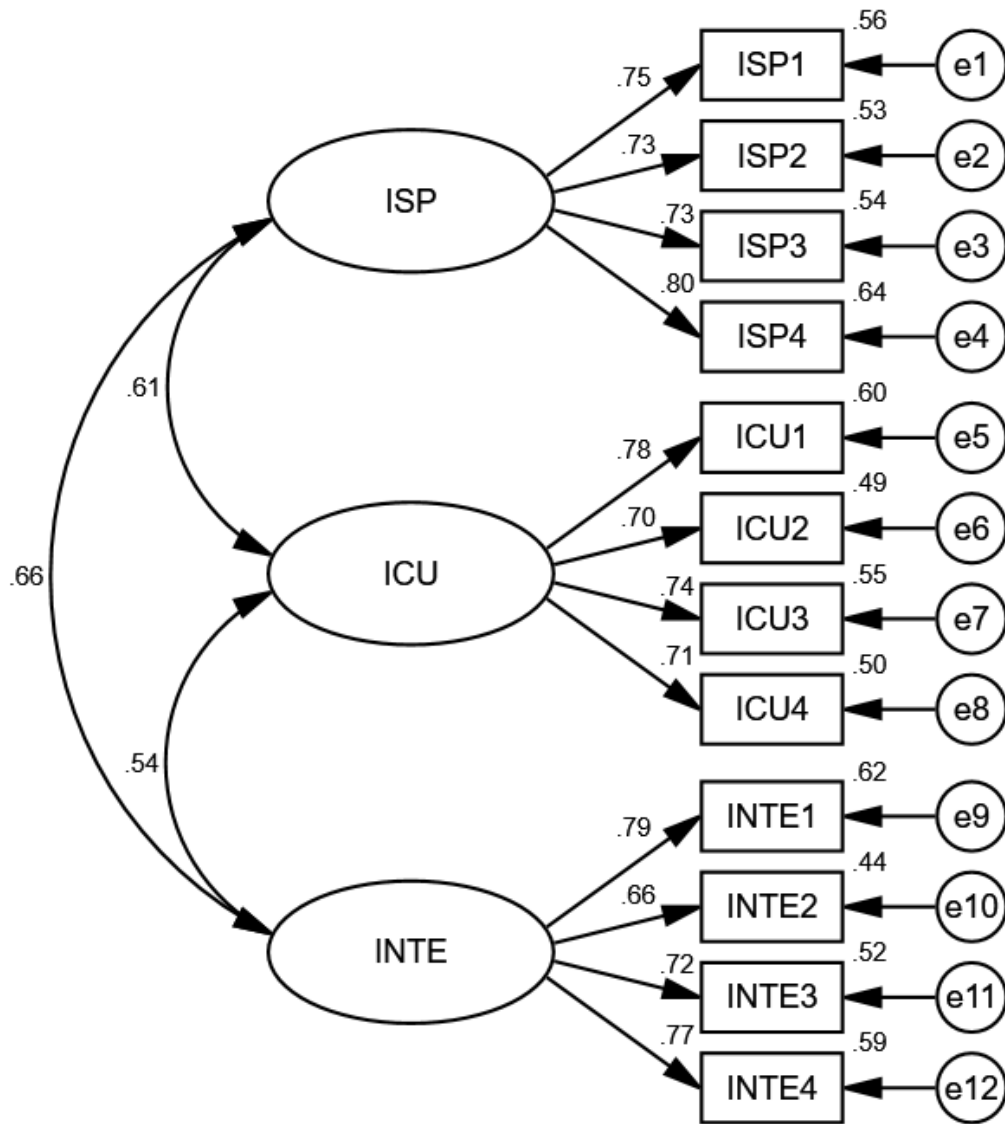 .56
ISP1
e1
.75
.53
ISP2
e2
.73
ISP
.54
ISP3
e3
.73
.64
ISP4
e4
.80
.61
.60
ICU1
e5
.78
.49
ICU2
e6
.70
.66
ICU
.55
ICU3
e7
.74
.50
ICU4
e8
.71
.54
.62
INTE1
e9
.79
.44
INTE2
e10
.66
INTE
.52
INTE3
e11
.72
.59
INTE4
e12
.77